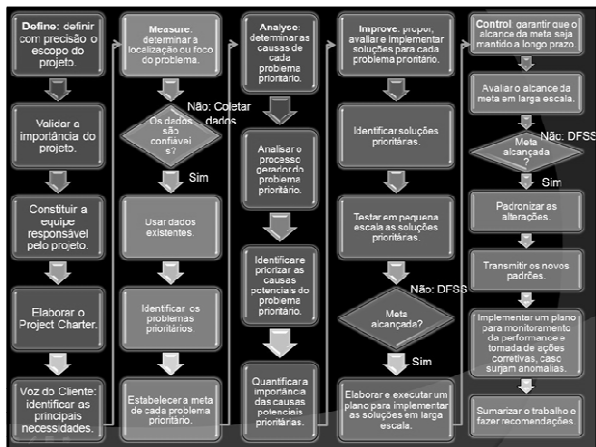 Define: definir
com precisão o
escopo do
projeto.
Validar a
importância do
projeto.
Constituir a
equipe
responsável
pelo projeto.
Elaborar o
Project Charter.
Voz do Cliente:
identificar as
principais
necessidades.
Measure:
determinar a
localização ou foco
do problema.
Não: Coletar
dados
Os dados
são
confiávei
s?
Sim
Usar dados
existentes.
Identificar os
problemas
prioritários
Estabelecer a meta
de cada problema
prioritário.
Analyse:
determinar as
causas de
cada
problema
prioritário.
Analisar o
processo
gerador do
problema
prioritário.
Identificar e
priorizar as
causas
potenciais do
problema
prioritário.
Quantificar a
importância
das causas
potenciais
prioritárias.
Improve: propor,
avaliar e implementar
soluções para cada
problema prioritário.
Identificar soluções
prioritárias.
Testar em pequena
escala as soluções
prioritárias.
Não: DFSS
Meta
alcançada?
Sim
Elaborar e executar um
plano para implementar
as soluções em larga
escala.
Control: garantir que o
alcance da meta seja
mantido a longo prazo.
Avaliar o alcance da
meta em larga escala.
Não: DFSS
Meta
alcançada?
Sim
Padronizar as
alterações.
Transmitir os novos
padrões.
Implementar um plano
para monitoramento
da performance e
tomada de ações
corretivas, caso
surjam anomalias.
Sumarizar o trabalho e
fazer recomendações